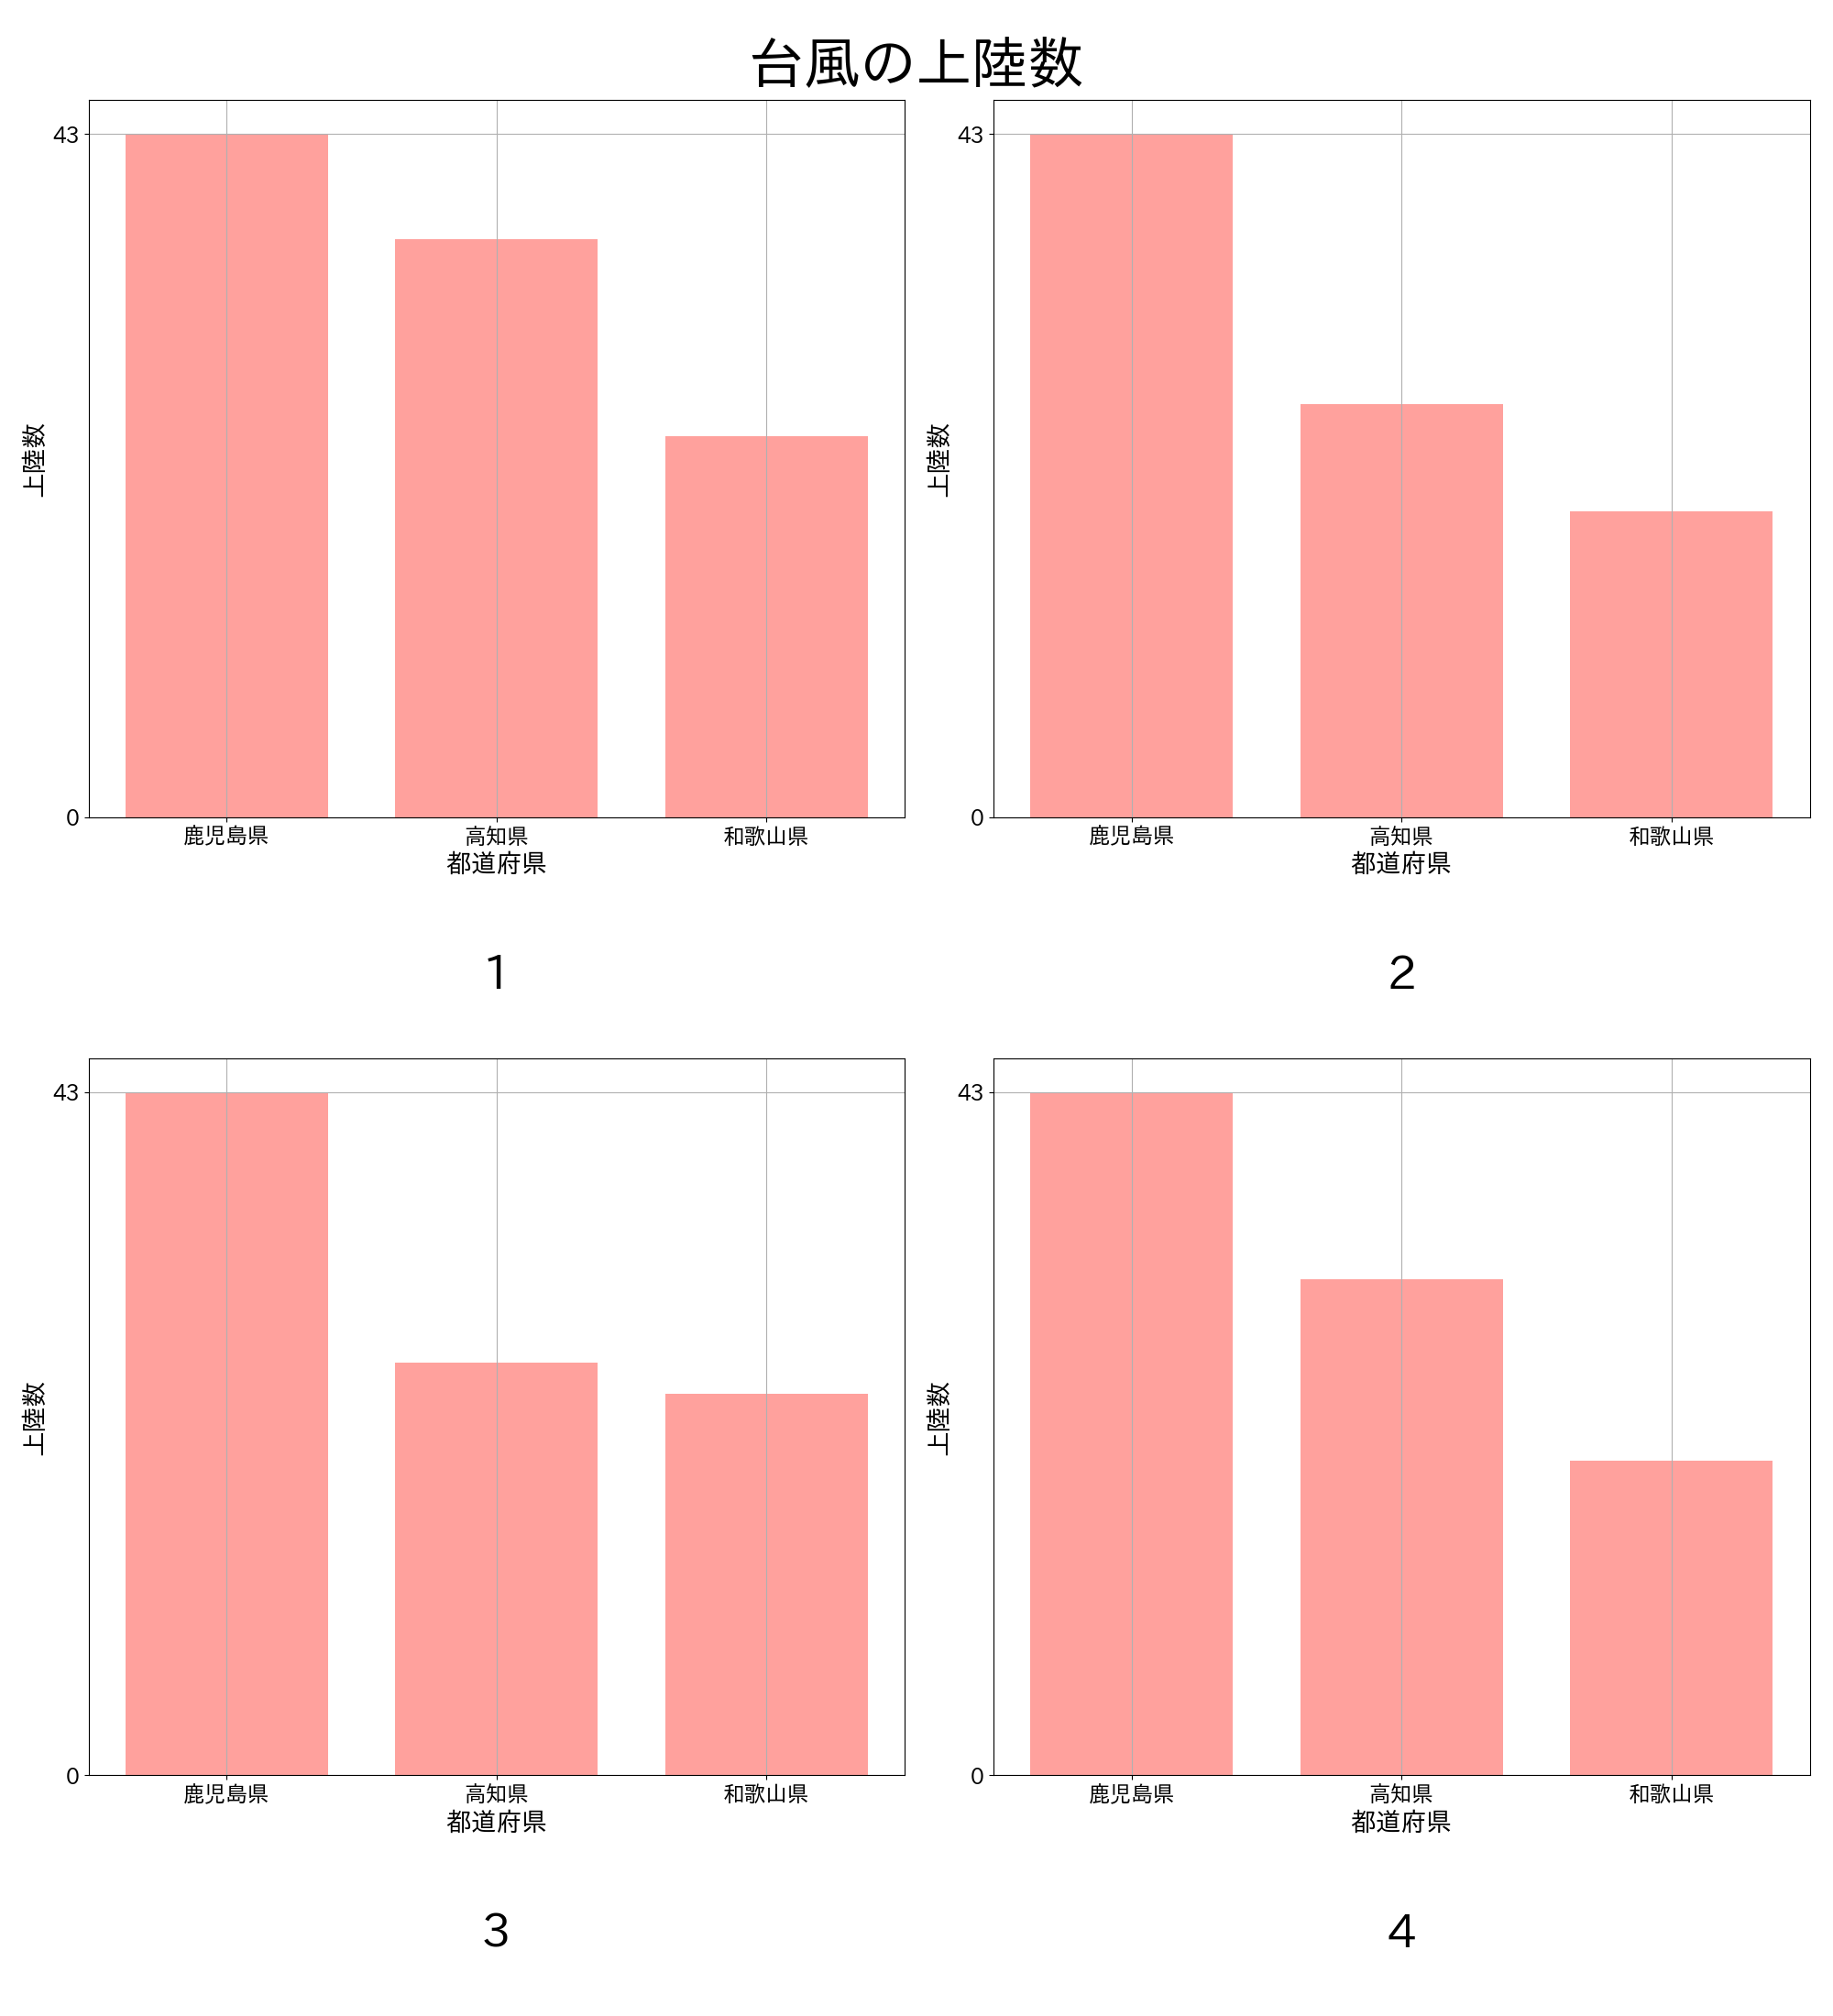 台風の上陸数
43
0
上陸数
鹿児島県 高知県 和歌山県
都道府県
1
43
0
上陸数
鹿児島県 高知県 和歌山県
都道府県
2
43
0
上陸数
鹿児島県 高知県 和歌山県
都道府県
3
43
0
上陸数
鹿児島県 高知県 和歌山県
都道府県
4